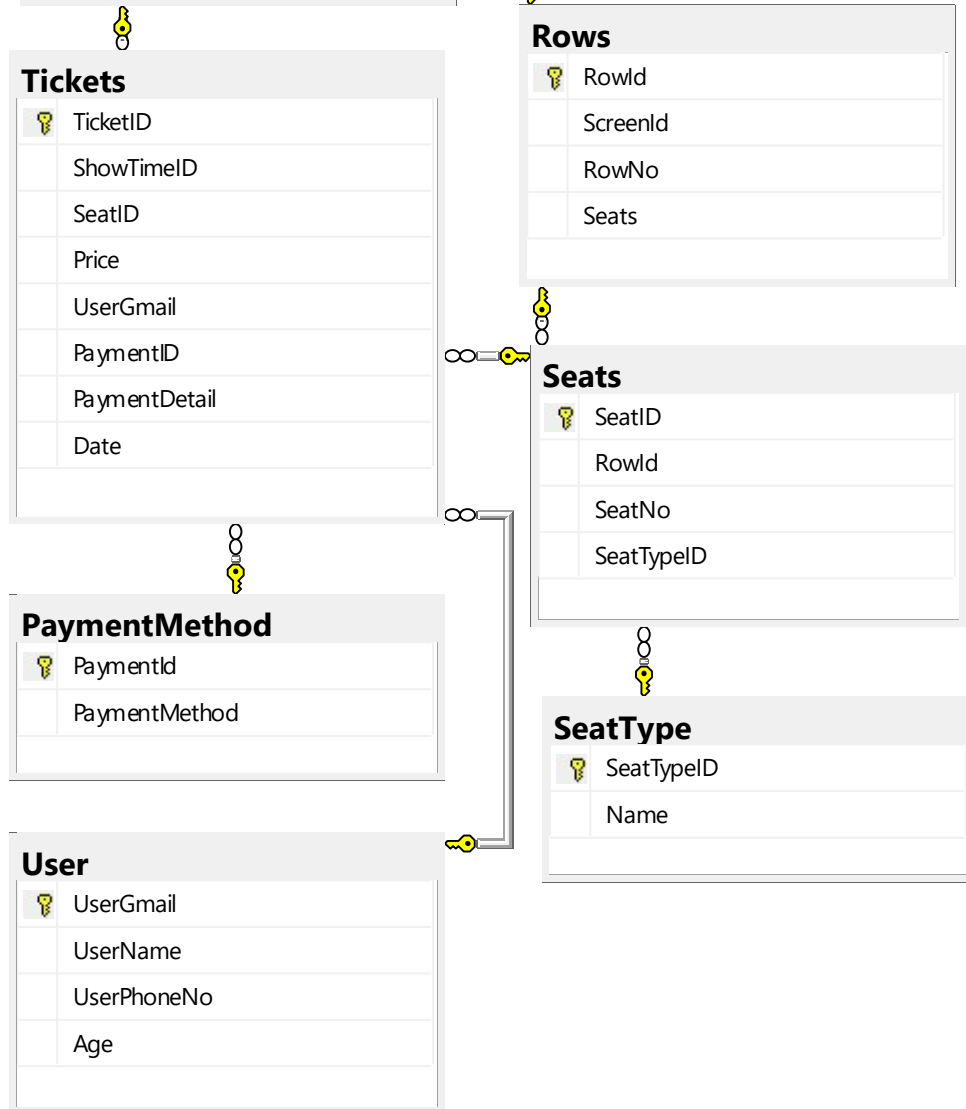 Tickets
TicketID
ShowTimeID
SeatID
Price
UserGmail
PaymentID
PaymentDetail
Date
Rows
RowId
ScreenId
RowNo
Seats
Seats
SeatID
RowId
SeatNo
SeatTypeID
PaymentMethod
PaymentId
PaymentMethod
SeatType
SeatTypeID
Name
User
UserGmail
UserName
UserPhoneNo
Age